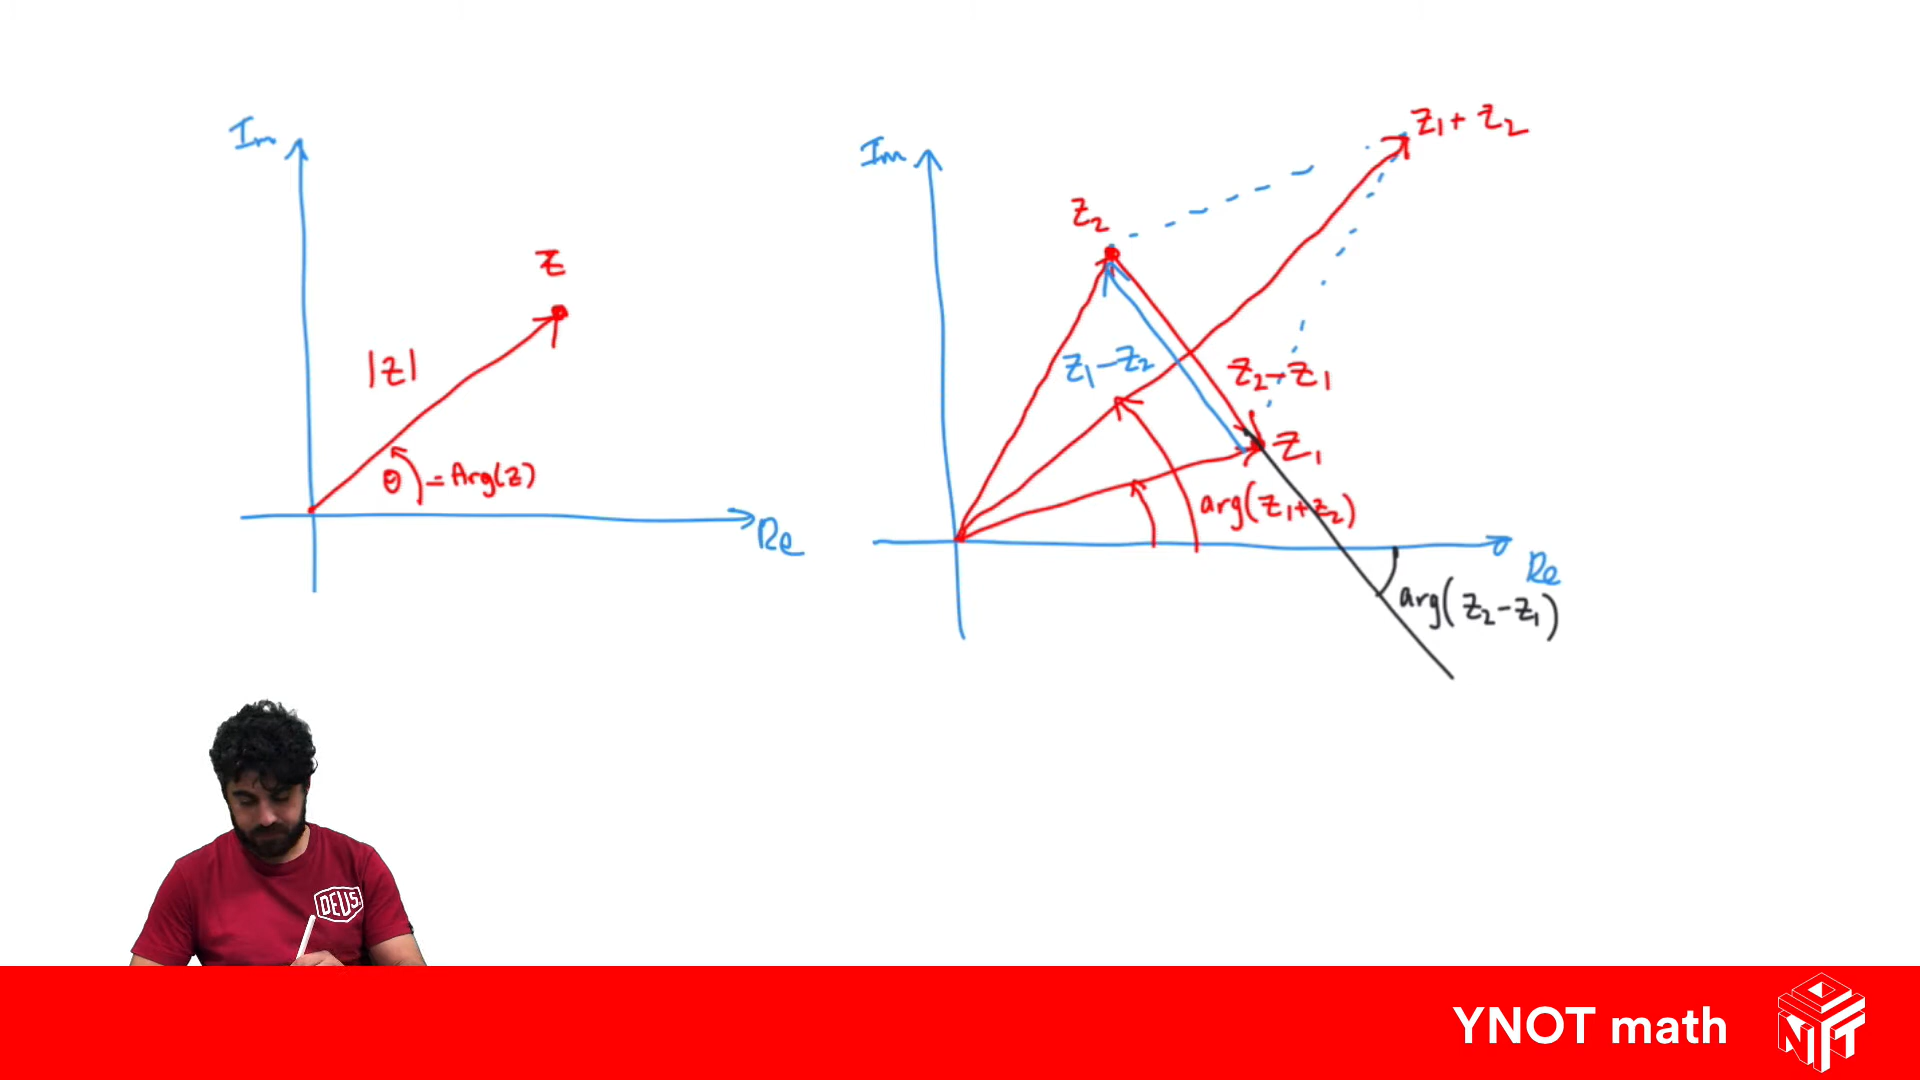 Im
z
|z|
θ = Arg(z)
Re
Im
z₁ + z₂
z₂
z₁ - z₂
z₂ - z₁
z₁
arg(z₁+z₂)
Re
arg(z₂-z₁)
DEUS.
YNOT math
YNOT